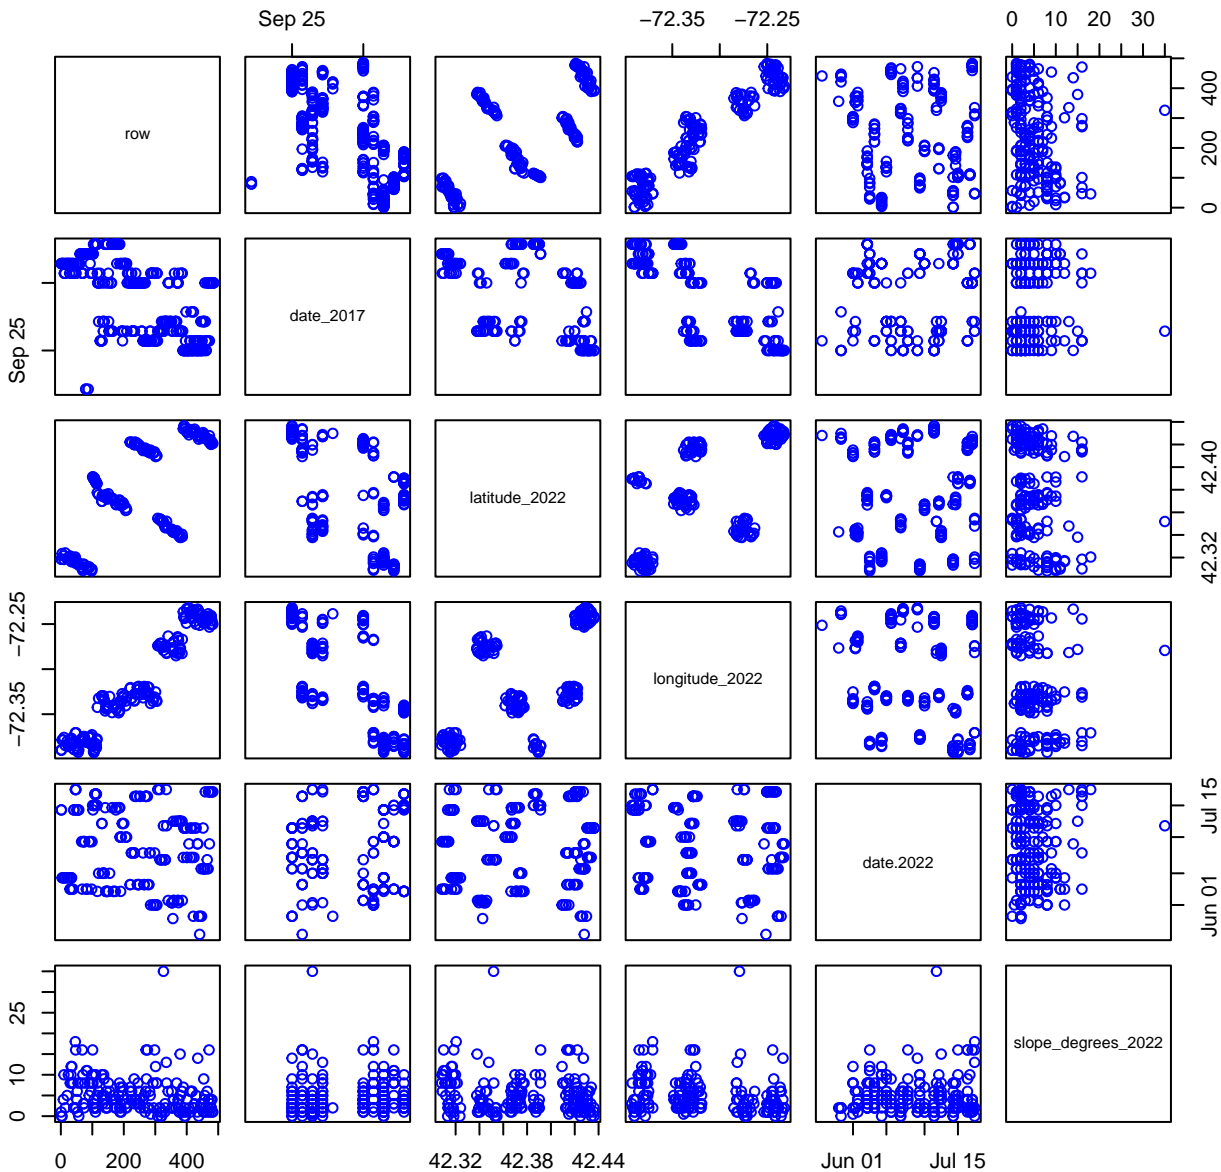 Sep 25
−72.35 −72.25
0 10 20 30
row
0 200 400
Sep 25
date_2017
latitude_2022
42.32 42.40
−72.35 −72.25
longitude_2022
date.2022
Jun 01 Jul 15
0 10 25
slope_degrees_2022
0 200 400
42.32 42.38 42.44
Jun 01 Jul 15